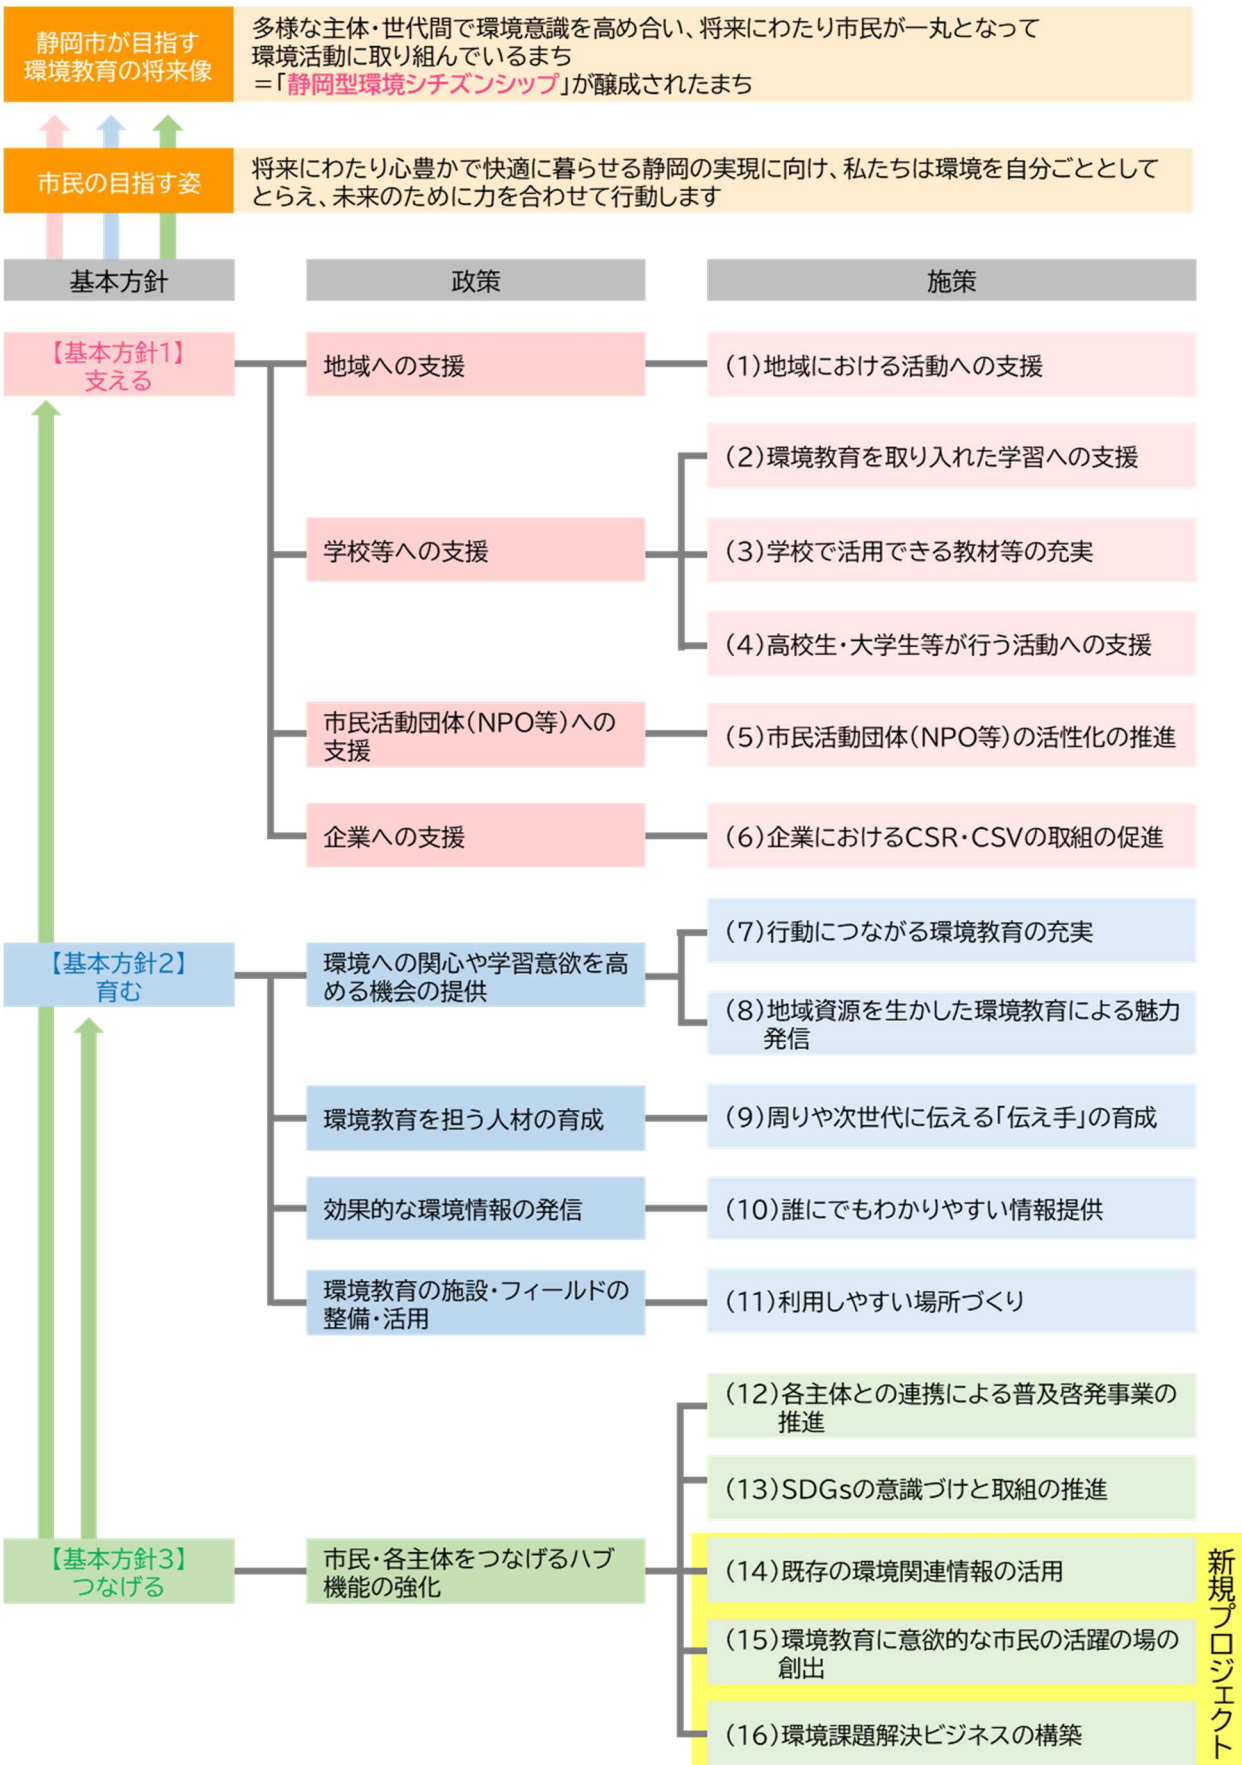 静岡市が目指す
環境教育の将来像
多様な主体・世代間で環境意識を高め合い、将来にわたり市民が一丸となって
環境活動に取り組んでいるまち
＝「静岡型環境シチズンシップ」が醸成されたまち
市民の目指す姿
将来にわたり心豊かで快適に暮らせる静岡の実現に向け、私たちは環境を自分ごととして
とらえ、未来のために力を合わせて行動します
基本方針
政策
施策
【基本方針1】
支える
地域への支援
(1)地域における活動への支援
(2)環境教育を取り入れた学習への支援
学校等への支援
(3)学校で活用できる教材等の充実
(4)高校生・大学生等が行う活動への支援
市民活動団体(NPO等)への
支援
(5)市民活動団体(NPO等)の活性化の推進
企業への支援
(6)企業におけるCSR・CSVの取組の促進
【基本方針2】
育む
環境への関心や学習意欲を高
める機会の提供
(7)行動につながる環境教育の充実
(8)地域資源を生かした環境教育による魅力
発信
環境教育を担う人材の育成
(9)周りや次世代に伝える「伝え手」の育成
効果的な環境情報の発信
(10)誰にでもわかりやすい情報提供
環境教育の施設・フィールドの
整備・活用
(11)利用しやすい場所づくり
(12)各主体との連携による普及啓発事業の
推進
(13)SDGsの意識づけと取組の推進
【基本方針3】
つなげる
市民・各主体をつなげるハブ
機能の強化
(14)既存の環境関連情報の活用
(15)環境教育に意欲的な市民の活躍の場の
創出
(16)環境課題解決ビジネスの構築
新規プロジェクト